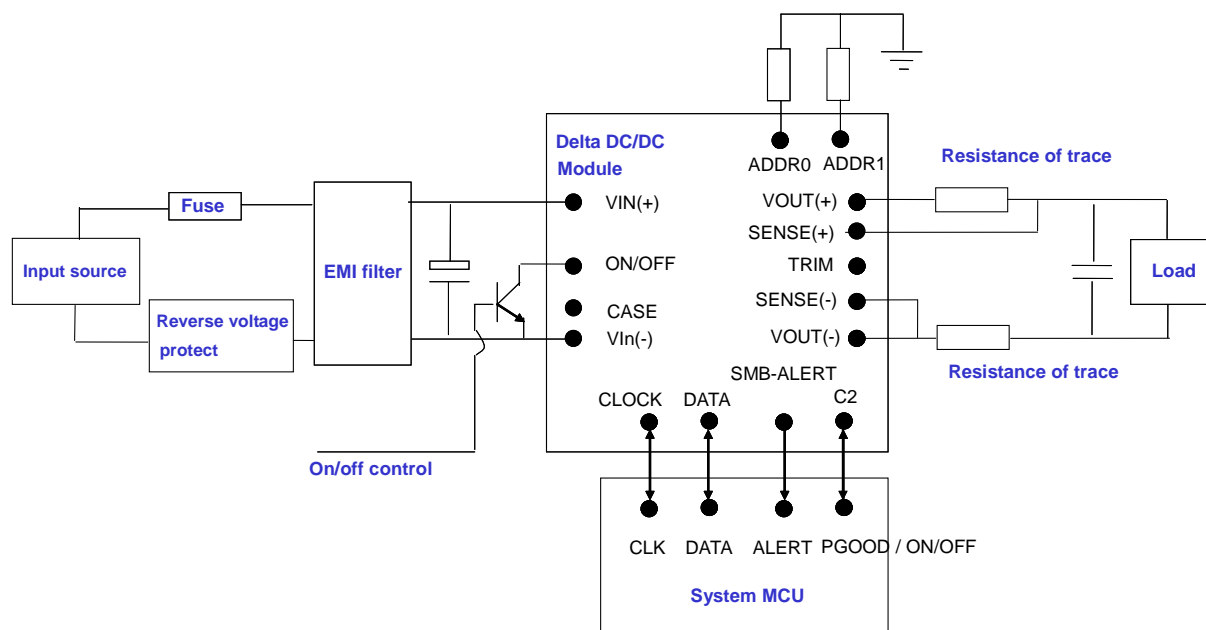 Delta DC/DC
Module
ADDR0
ADDR1
Resistance of trace
Fuse
VIN(+)
VOUT(+)
SENSE(+)
Input source
EMI filter
ON/OFF
TRIM
Load
CASE
SENSE(-)
Reverse voltage
protect
VIn(-)
VOUT(-)
SMB-ALERT
Resistance of trace
CLOCK
DATA
C2
On/off control
CLK
DATA
ALERT
PGOOD / ON/OFF
System MCU